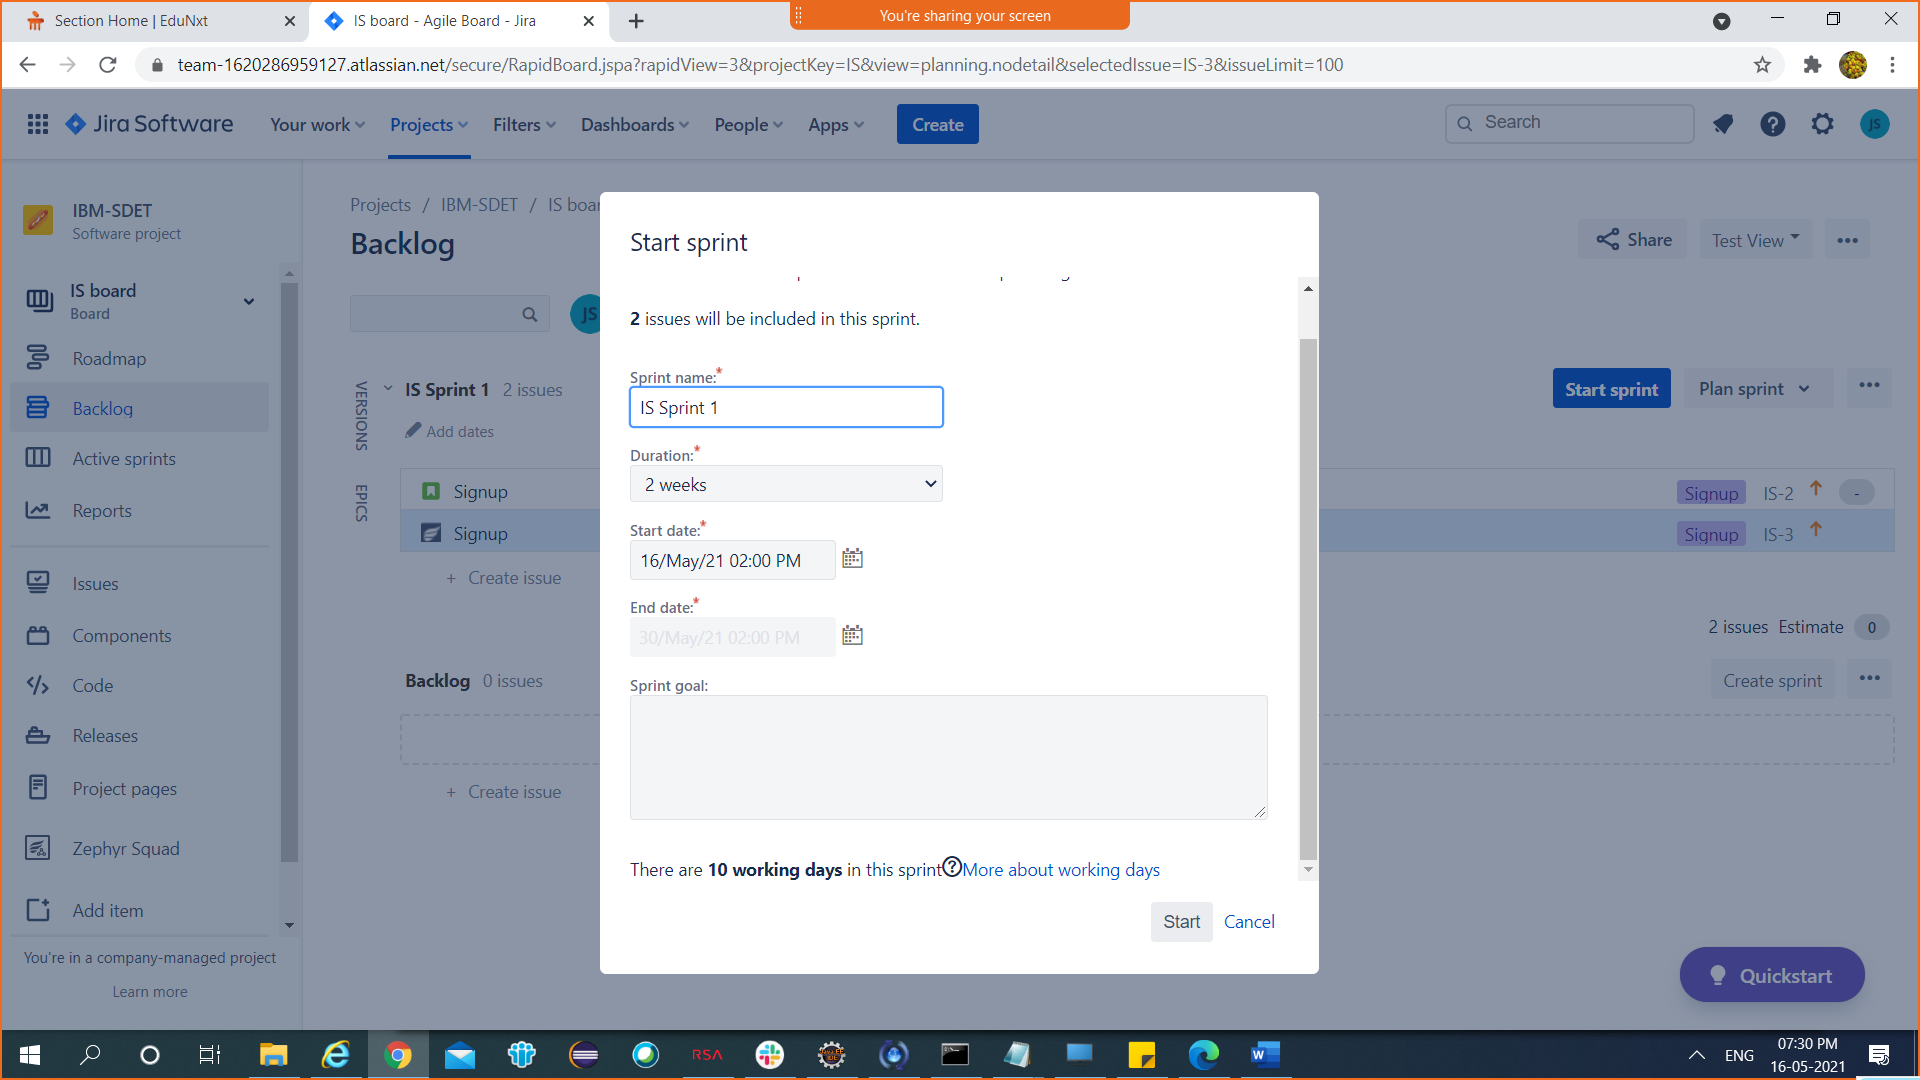 Section Home | EduNxt
IS board - Agile Board - Jira
You're sharing your screen
team-1620286959127.atlassian.net/secure/RapidBoard.jspa?rapidView=3&projectKey=IS&view=planning.nodetail&selectedIssue=IS-3&issueLimit=100
Jira Software
Your work
Projects
Filters
Dashboards
People
Apps
Create
Search
JS
IBM-SDET
Software project
IS board
Board
Roadmap
Backlog
Active sprints
Reports
Issues
Components
Code
Releases
Project pages
Zephyr Squad
Add item
You're in a company-managed project
Learn more
Projects / IBM-SDET / IS boar
Backlog
Share
Test View
JS
VERSIONS
EPICS
IS Sprint 1 2 issues
Add dates
Start sprint
Plan sprint
Signup
Signup IS-2 -
Signup
Signup IS-3
+ Create issue
2 issues Estimate 0
Backlog 0 issues
Create sprint
+ Create issue
Start sprint
2 issues will be included in this sprint.
Sprint name:*
IS Sprint 1
Duration:*
2 weeks
Start date:*
16/May/21 02:00 PM
End date:*
30/May/21 02:00 PM
Sprint goal:
There are 10 working days in this sprint More about working days
Start
Cancel
Quickstart
RSA
ENG
07:30 PM
16-05-2021